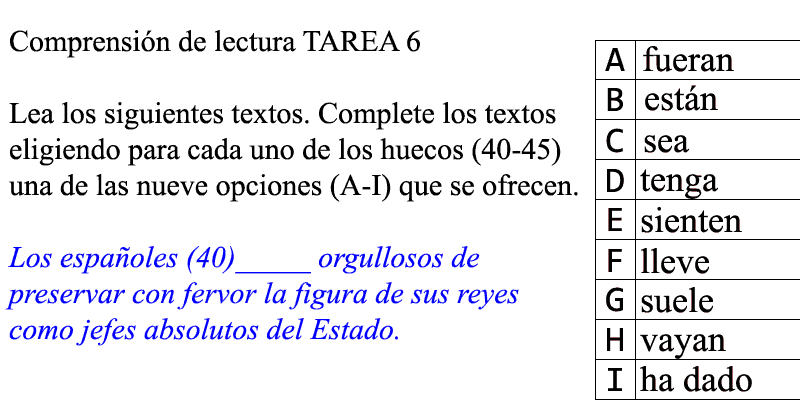 Comprensión de lectura TAREA 6
Lea los siguientes textos. Complete los textos
eligiendo para cada uno de los huecos (40-45)
una de las nueve opciones (A-I) que se ofrecen.
Los españoles (40)_____ orgullosos de
preservar con fervor la figura de sus reyes
como jefes absolutos del Estado.
A fueran
B están
C sea
D tenga
E sienten
F lleve
G suele
H vayan
I ha dado